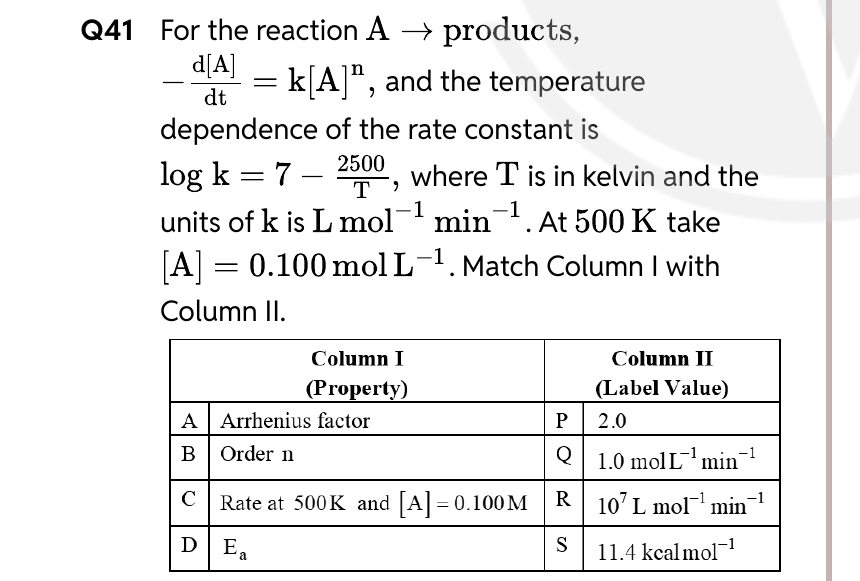 Q41 For the reaction A → products,
−d[A]/dt = k[A]ⁿ, and the temperature
dependence of the rate constant is
log k = 7 − 2500/T, where T is in kelvin and the
units of k is L mol⁻¹ min⁻¹. At 500 K take
[A] = 0.100 mol L⁻¹. Match Column I with
Column II.
Column I (Property) Column II (Label Value)
A Arrhenius factor P 2.0
B Order n Q 1.0 mol L⁻¹ min⁻¹
C Rate at 500K and [A] = 0.100M R 10⁷ L mol⁻¹ min⁻¹
D Eₐ S 11.4 kcal mol⁻¹